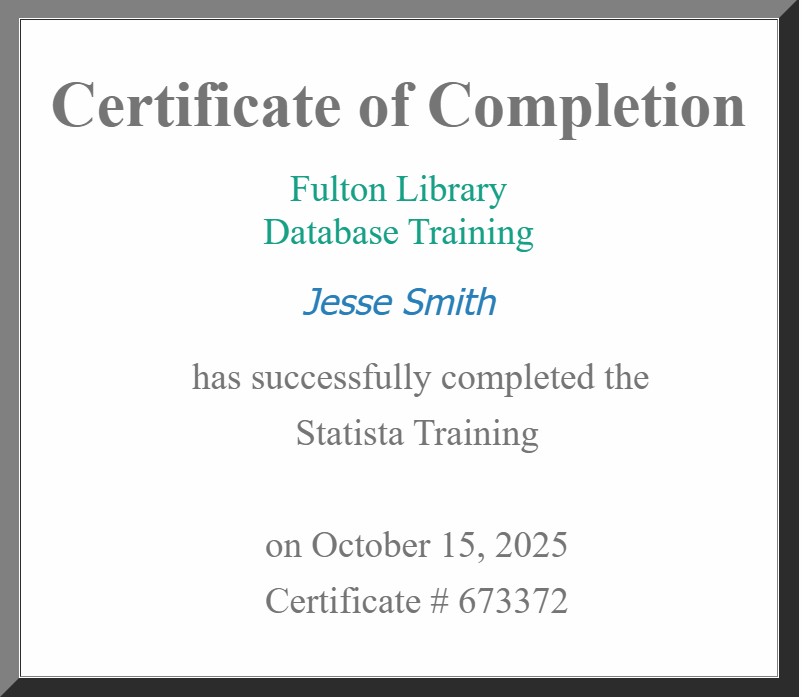 Certificate of Completion
Fulton Library
Database Training
Jesse Smith
has successfully completed the
Statista Training
on October 15, 2025
Certificate # 673372